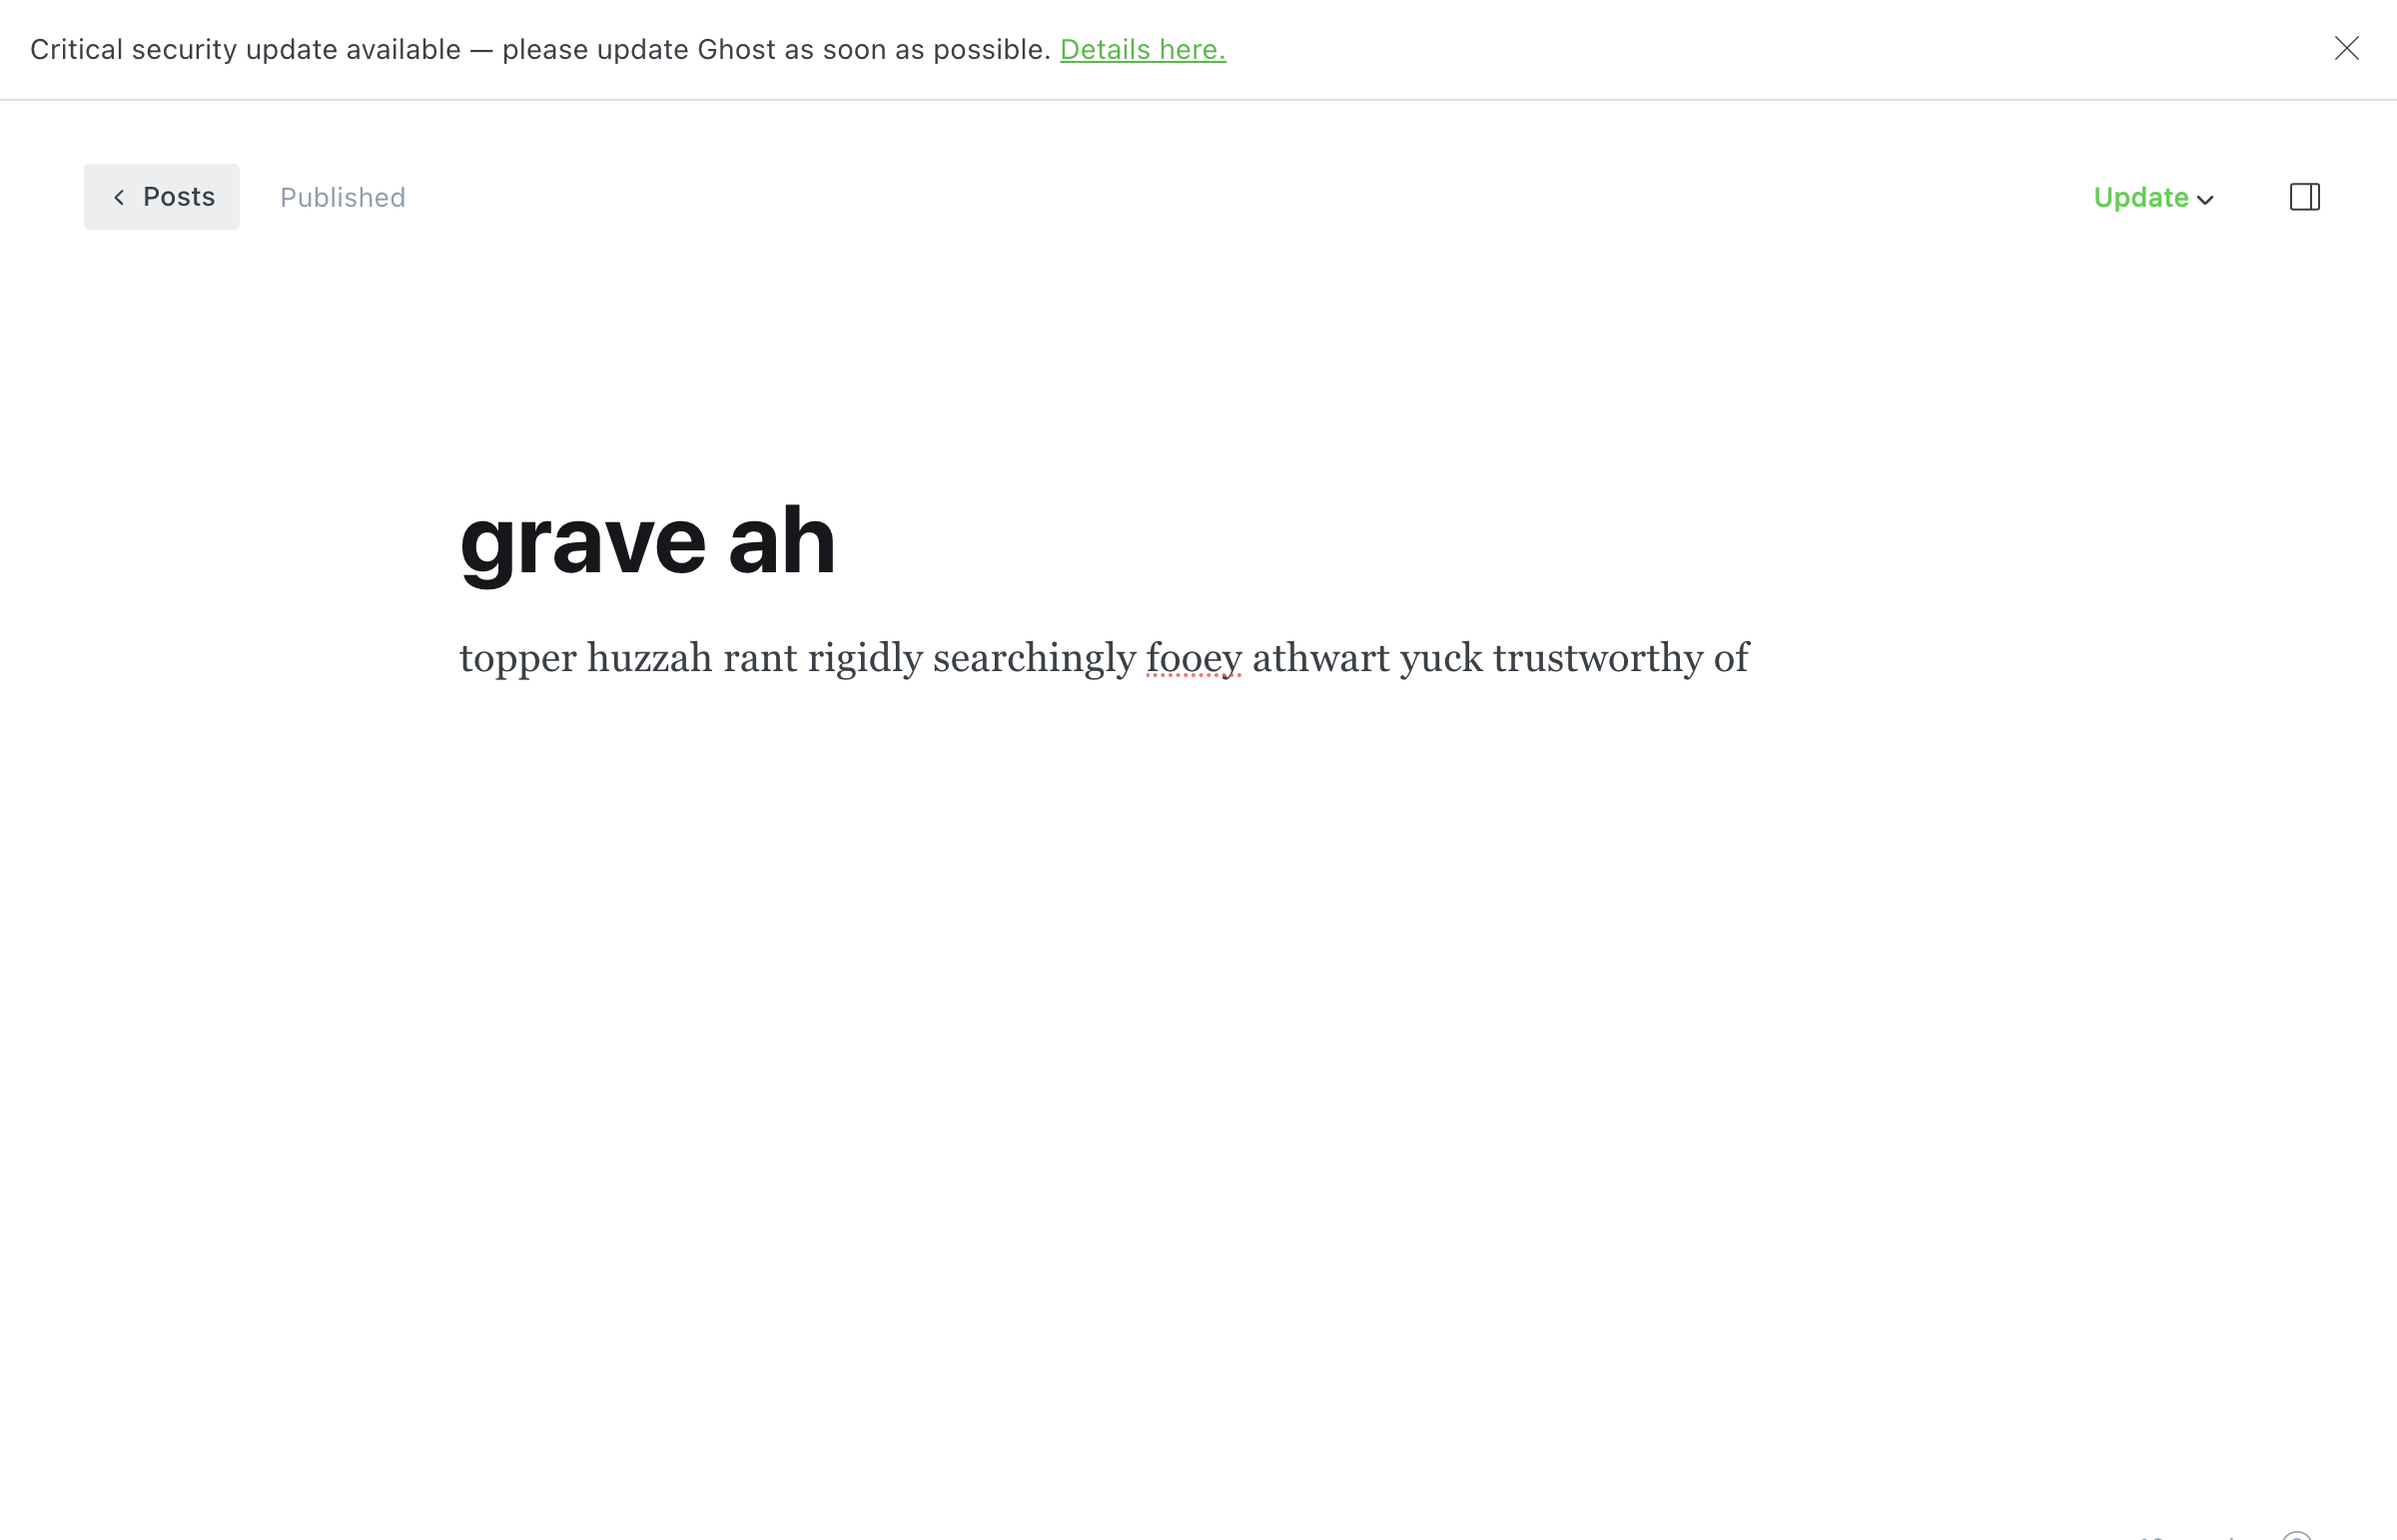 Critical security update available — please update Ghost as soon as possible. Details here.
Posts
Published
Update
grave ah
topper huzzah rant rigidly searchingly fooey athwart yuck trustworthy of